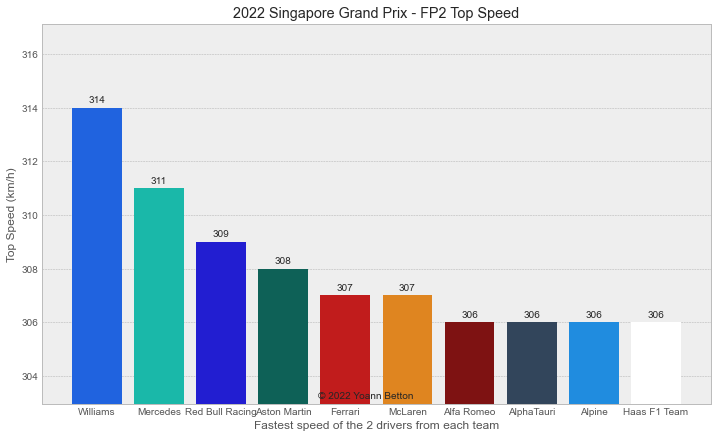 2022 Singapore Grand Prix - FP2 Top Speed
Top Speed (km/h)
316
314
312
310
308
306
304
314
311
309
308
307
307
306
306
306
306
© 2022 Yoann Betton
Williams
Mercedes
Red Bull Racing
Aston Martin
Ferrari
McLaren
Alfa Romeo
AlphaTauri
Alpine
Haas F1 Team
Fastest speed of the 2 drivers from each team